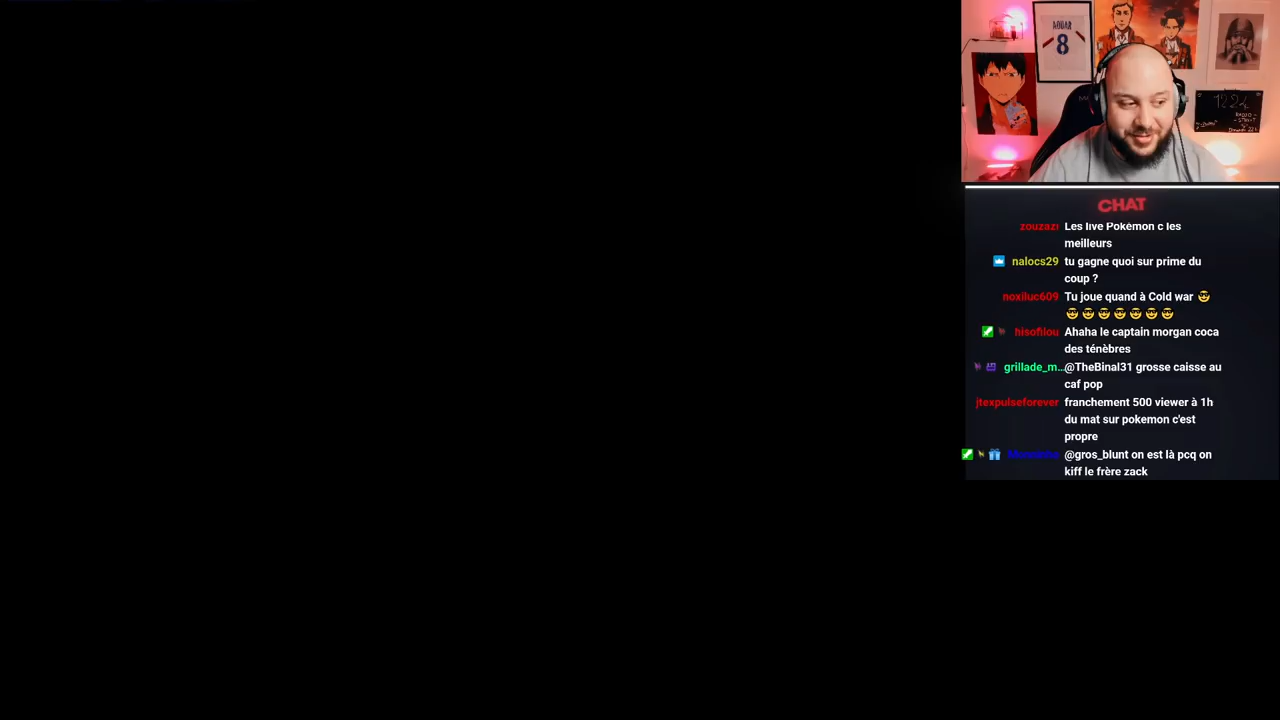 AOUAR
8
CHAT
zouzazi Les live Pokémon c les
meilleurs
nalocs29 tu gagne quoi sur prime du
coup ?
noxiluc609 Tu joue quand à Cold war 😎
😎😎😎😎😎😎😎
hisofilou Ahaha le captain morgan coca
des ténèbres
grillade_m... @TheBinal31 grosse caisse au
caf pop
jtexpulseforever franchement 500 viewer à 1h
du mat sur pokemon c'est
propre
@gros_blunt on est là pcq on
kiff le frère zack